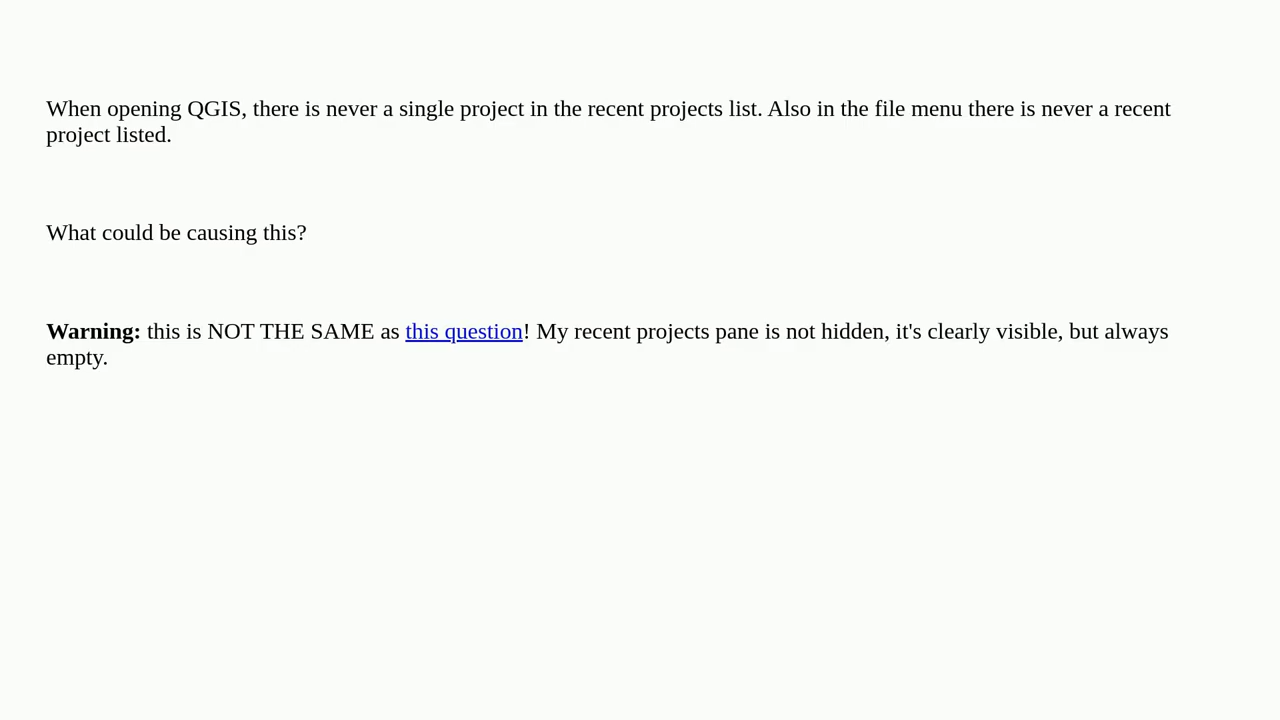 When opening QGIS, there is never a single project in the recent projects list. Also in the file menu there is never a recent
project listed.
What could be causing this?
Warning: this is NOT THE SAME as this question! My recent projects pane is not hidden, it's clearly visible, but always
empty.